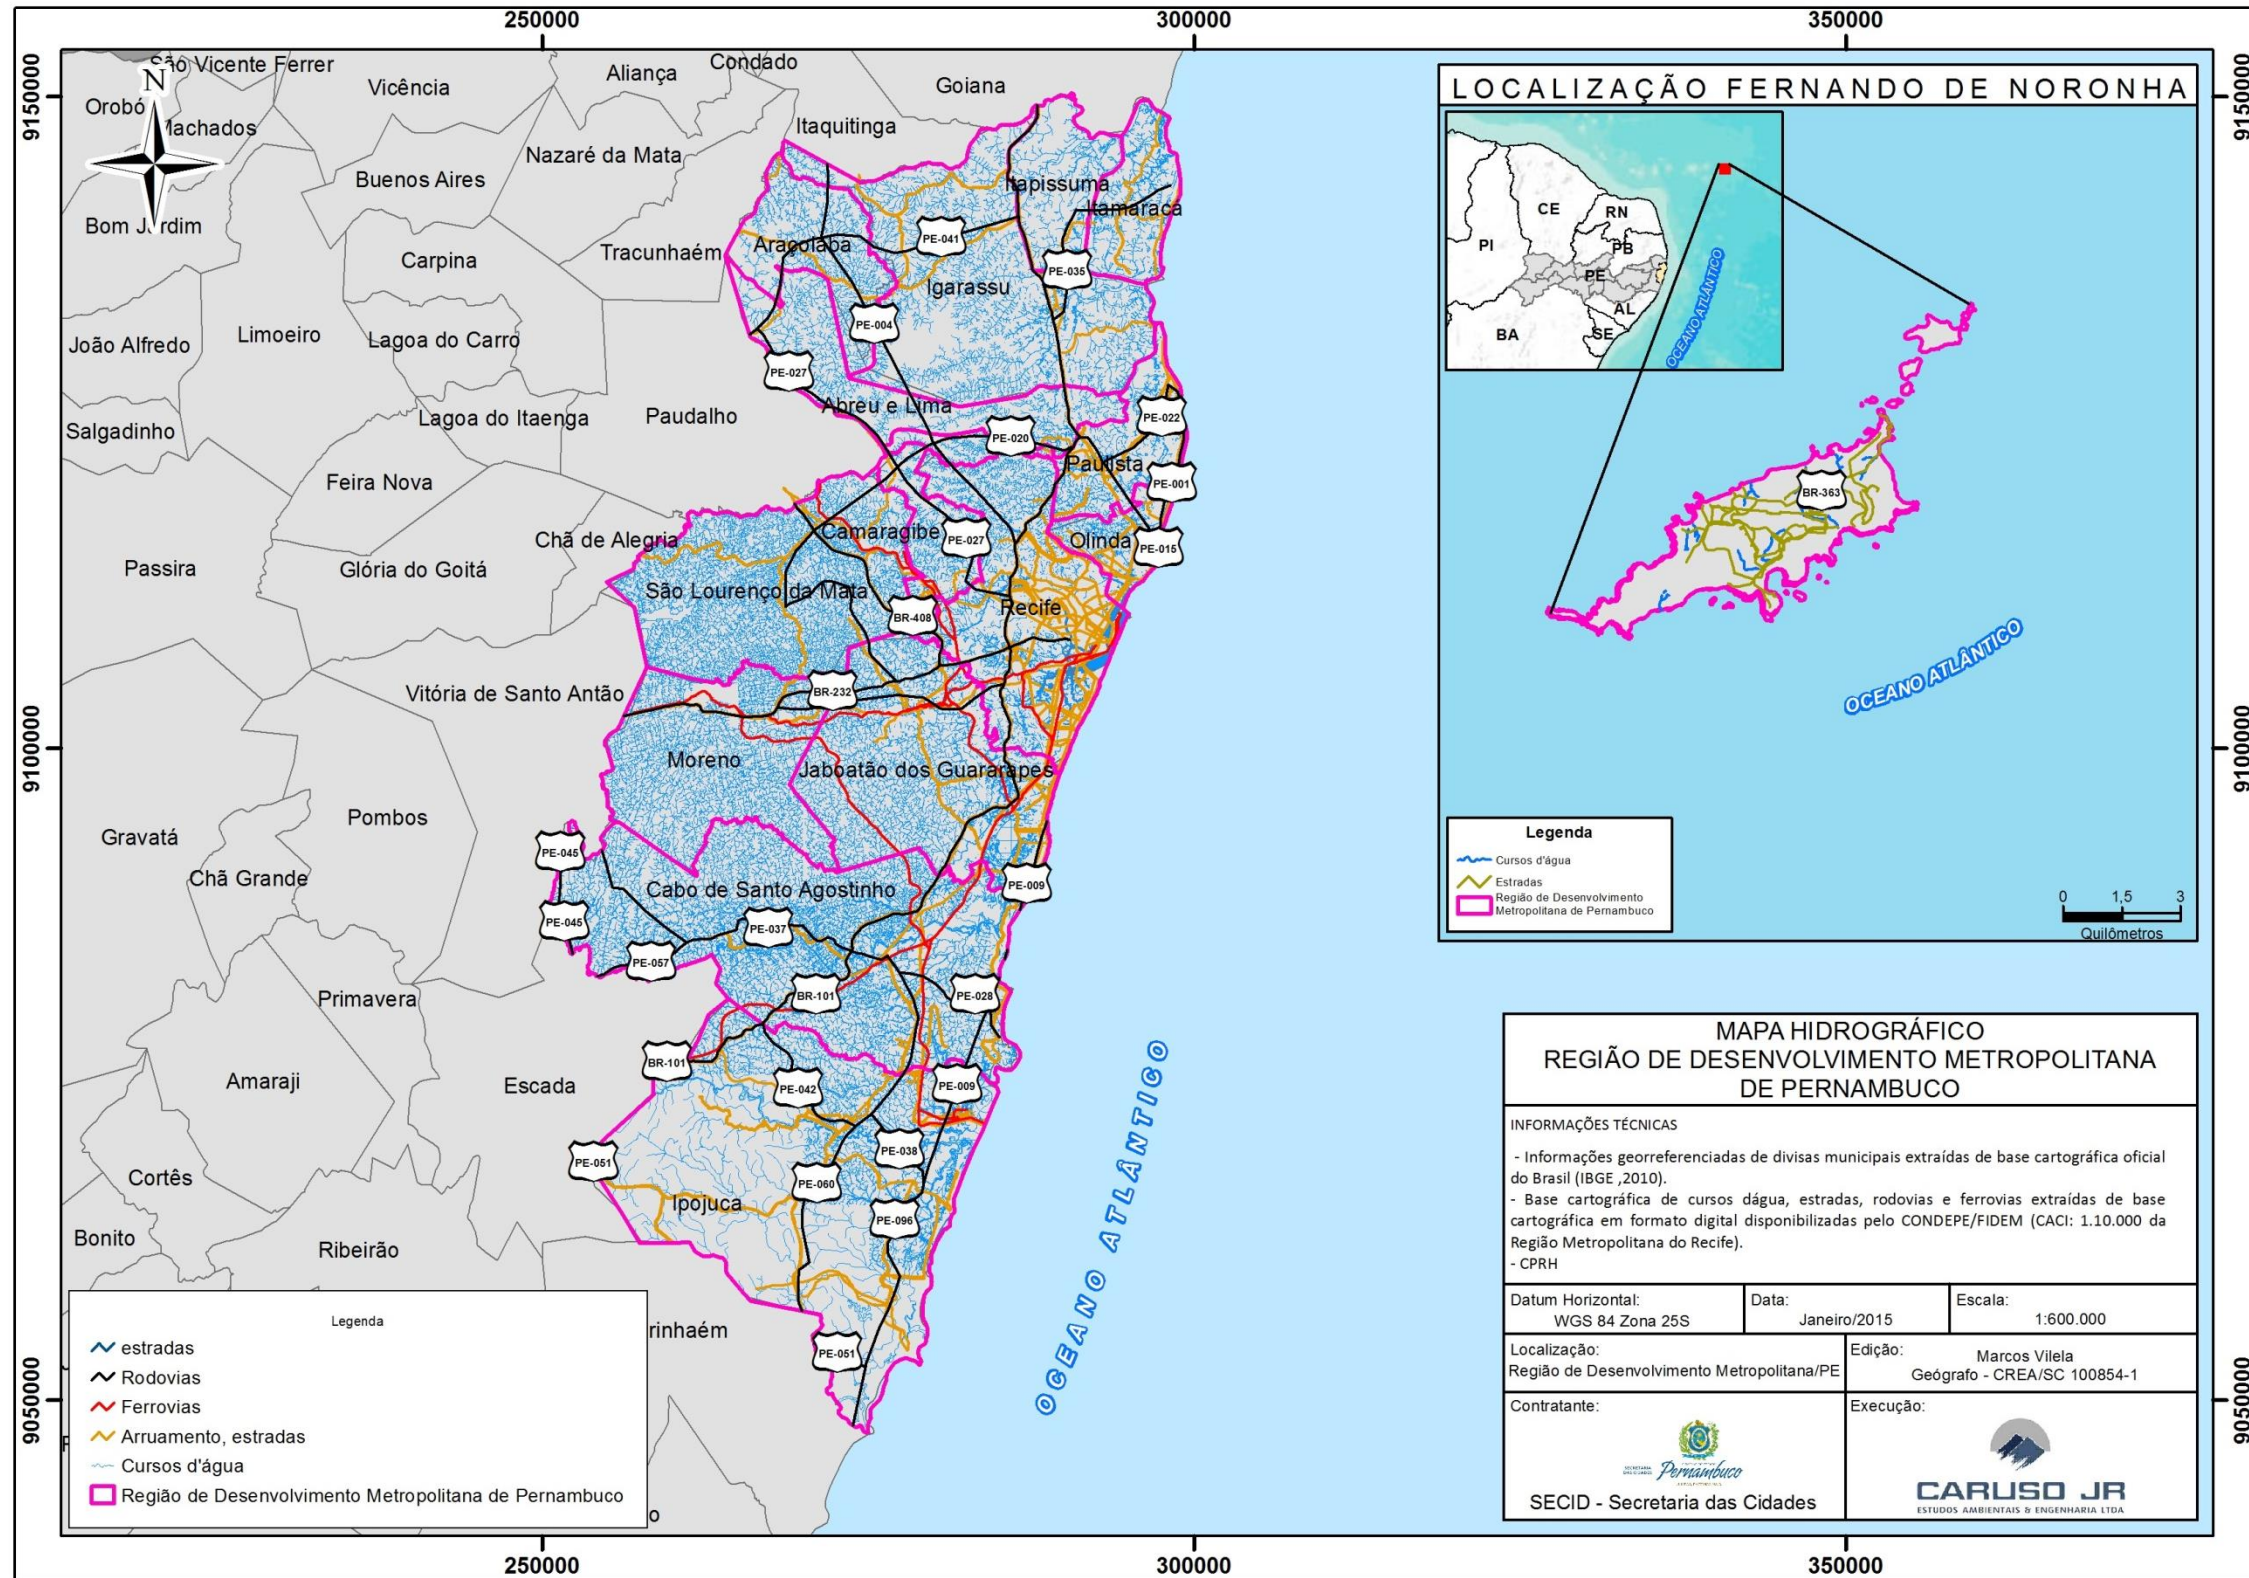 250000
300000
350000
9150000
9150000
São Vicente Ferrer
Condado
Aliança
Vicência
Goiana
N
Orobó
Machados
Itaquitinga
Nazaré da Mata
Buenos Aires
Itapissuma
Itamaraca
Bom Jardim
Araçoiaba
PE-041
Tracunhaém
Carpina
PE-035
Igarassu
PE-004
Limoeiro
João Alfredo
Lagoa do Carro
PE-027
Abreu e Lima
Lagoa do Itaenga
Paudalho
PE-022
Salgadinho
PE-020
Paulista
Feira Nova
PE-001
Chã de Alegria
Camaragibe
PE-027
Olinda
PE-015
Passira
Glória do Goitá
São Lourenço da Mata
Recife
BR-408
Vitória de Santo Antão
BR-232
9100000
9100000
Moreno
Jaboatão dos Guararapes
Pombos
Gravatá
PE-045
Chã Grande
Cabo de Santo Agostinho
PE-009
PE-045
PE-037
PE-057
Primavera
BR-101
PE-028
BR-101
Amaraji
Escada
PE-042
PE-009
PE-051
PE-038
Cortês
PE-060
Ipojuca
PE-096
Bonito
Ribeirão
rinhaém
PE-051
OCEANO ATLÂNTICO
9050000
9050000
o
Legenda
estradas
Rodovias
Ferrovias
Arruamento, estradas
Cursos d'água
Região de Desenvolvimento Metropolitana de Pernambuco
LOCALIZAÇÃO FERNANDO DE NORONHA
CE
RN
PI
PB
PE
AL
BA
SE
OCEANO ATLÂNTICO
BR-363
OCEANO ATLÂNTICO
Legenda
Cursos d'água
Estradas
Região de Desenvolvimento
Metropolitana de Pernambuco
0 1,5 3
Quilômetros
MAPA HIDROGRÁFICO
REGIÃO DE DESENVOLVIMENTO METROPOLITANA
DE PERNAMBUCO
INFORMAÇÕES TÉCNICAS
- Informações georreferenciadas de divisas municipais extraídas de base cartográfica oficial
do Brasil (IBGE ,2010).
- Base cartográfica de cursos dágua, estradas, rodovias e ferrovias extraídas de base
cartográfica em formato digital disponibilizadas pelo CONDEPE/FIDEM (CACI: 1.10.000 da
Região Metropolitana do Recife).
- CPRH
Datum Horizontal:
WGS 84 Zona 25S
Data:
Janeiro/2015
Escala:
1:600.000
Localização:
Região de Desenvolvimento Metropolitana/PE
Edição:
Marcos Vilela
Geógrafo - CREA/SC 100854-1
Contratante:
SECRETARIA
DAS CIDADES
Pernambuco
SECID - Secretaria das Cidades
Execução:
CARUSO JR
ESTUDOS AMBIENTAIS & ENGENHARIA LTDA
250000
300000
350000